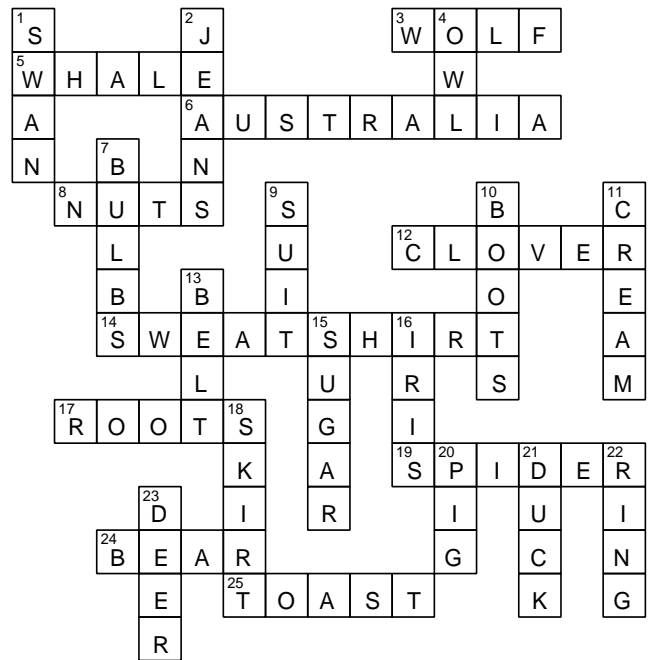 1 2 3 4
S J W O L F
5
W H A L E W
6
A A U S T R A L I A
7
N B N
8 9 10 11
N U T S S B C
12
L U C L O V E R
13
B B I O E
14 15 16
S W E A T S H I R T A
L U R S M
17 18
R O O T S G I
19 20 21 22
K A S P I D E R
23
D I R I U I
24
B E A R G C N
25
E T O A S T K G
R